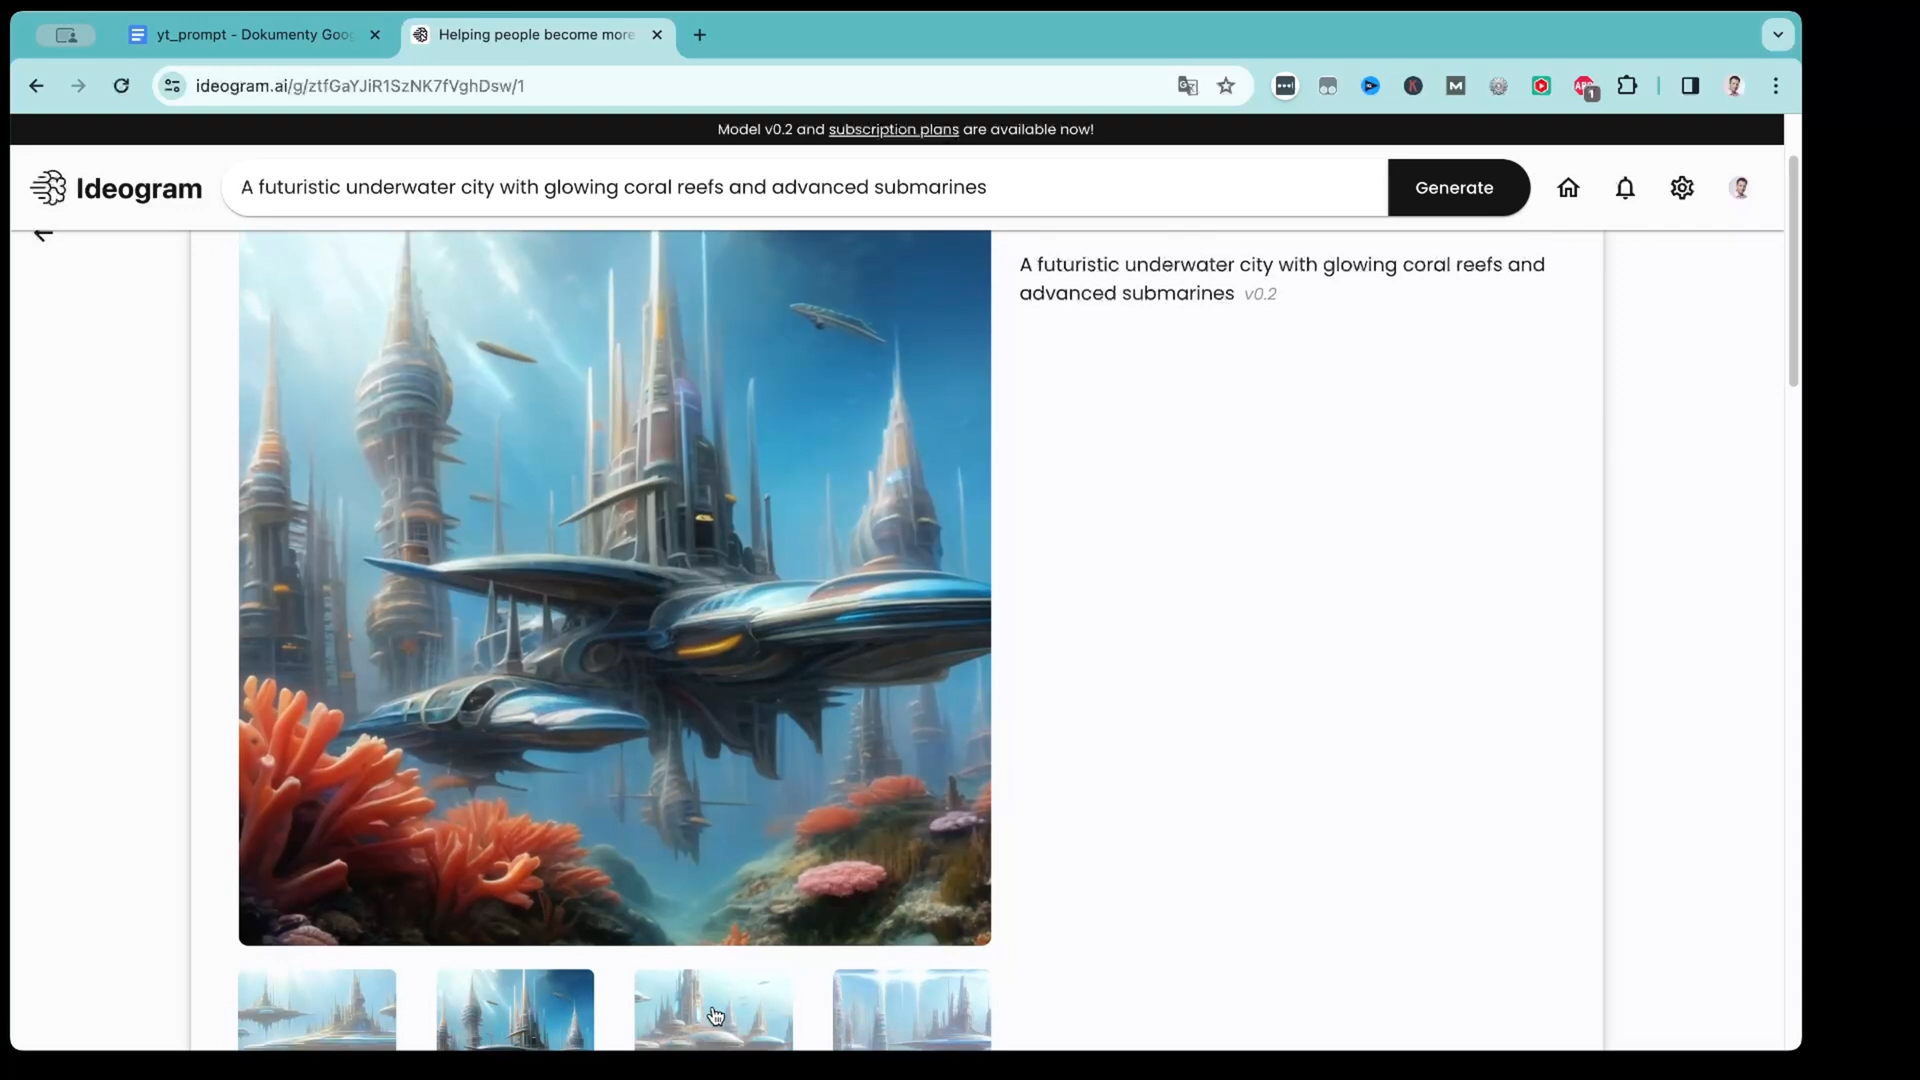 yt_prompt - Dokumenty Goo
Helping people become more
ideogram.ai/g/ztfGaYJiR1SzNK7fVghDsw/1
K
M
ABP
1
Model v0.2 and subscription plans are available now!
Ideogram
A futuristic underwater city with glowing coral reefs and advanced submarines
Generate
A futuristic underwater city with glowing coral reefs and
advanced submarines v0.2